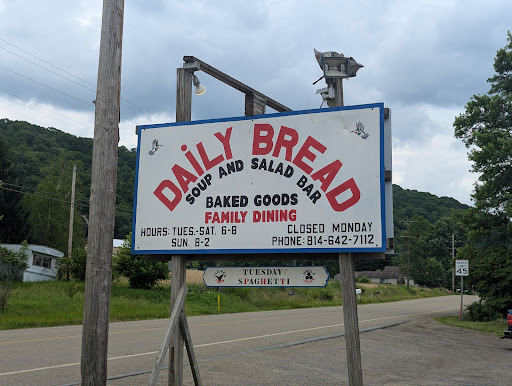 DAILY BREAD
SOUP AND SALAD BAR
BAKED GOODS
FAMILY DINING
HOURS: TUES.-SAT. 6-8
SUN. 8-2
CLOSED MONDAY
PHONE: 814-642-7112
TUESDAY
SPAGHETTI
45